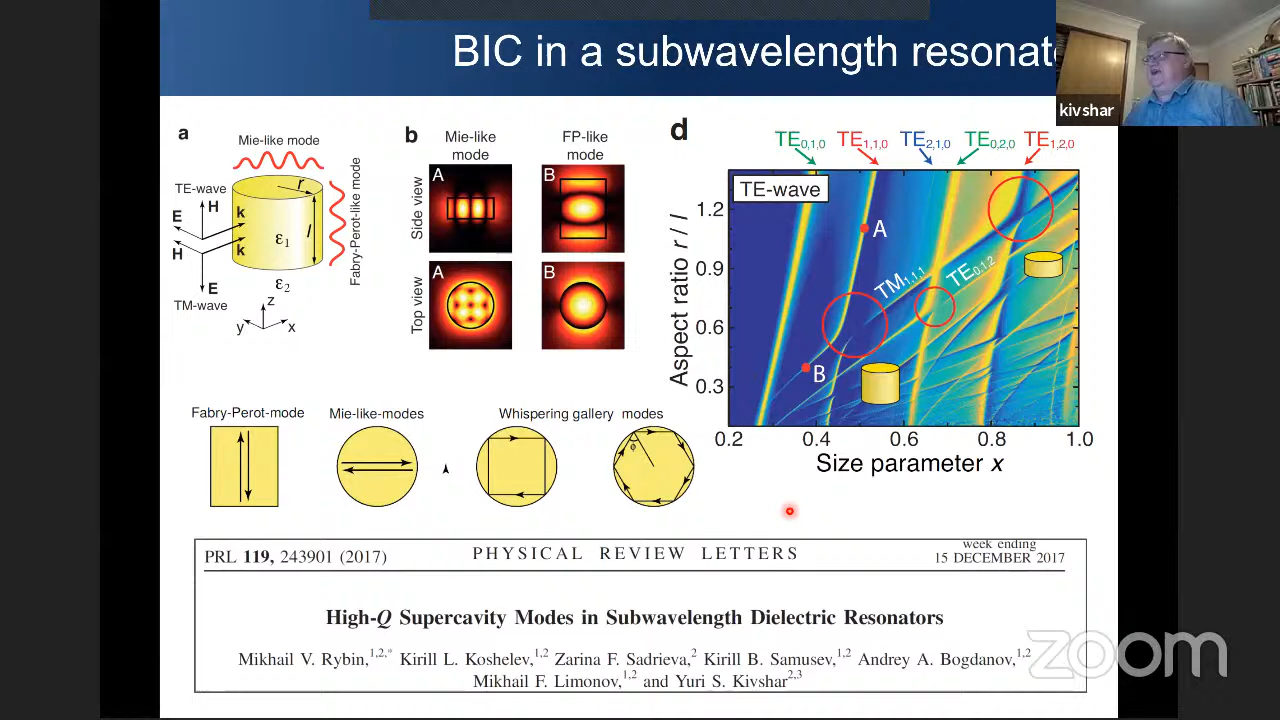 BIC in a subwavelength resonat
kivshar
a
Mie-like mode
r
TE-wave
H
E
k
l
ε1
k
H
E
ε2
TM-wave
z
y
x
Fabry-Perot-like mode
b
Mie-like mode
FP-like mode
Side view
A
B
Top view
A
B
d
TE0,1,0 TE1,1,0 TE2,1,0 TE0,2,0 TE1,2,0
TE-wave
A
TM1,1,1
TE0,1,2
B
Aspect ratio r / l
1.2
0.9
0.6
0.3
0.2 0.4 0.6 0.8 1.0
Size parameter x
Fabry-Perot-mode
Mie-like-modes
Whispering gallery modes
ϕ
PRL 119, 243901 (2017)
PHYSICAL REVIEW LETTERS
week ending
15 DECEMBER 2017
High-Q Supercavity Modes in Subwavelength Dielectric Resonators
Mikhail V. Rybin,1,2,* Kirill L. Koshelev,1,2 Zarina F. Sadrieva,2 Kirill B. Samusev,1,2 Andrey A. Bogdanov,1,2
Mikhail F. Limonov,1,2 and Yuri S. Kivshar2,3
zoom